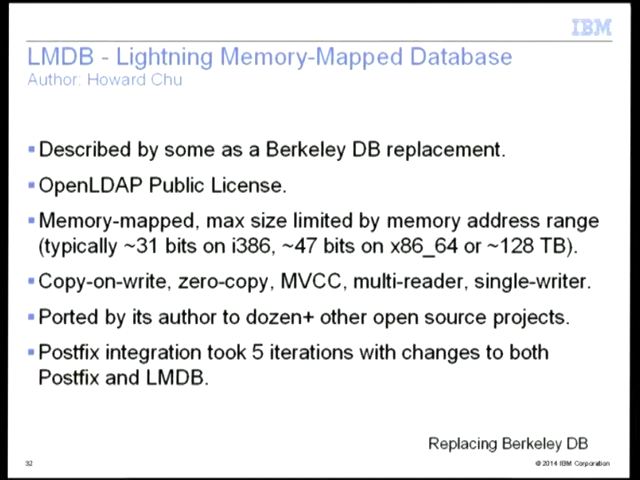 IBM
LMDB - Lightning Memory-Mapped Database
Author: Howard Chu
Described by some as a Berkeley DB replacement.
OpenLDAP Public License.
Memory-mapped, max size limited by memory address range
(typically ~31 bits on i386, ~47 bits on x86_64 or ~128 TB).
Copy-on-write, zero-copy, MVCC, multi-reader, single-writer.
Ported by its author to dozen+ other open source projects.
Postfix integration took 5 iterations with changes to both
Postfix and LMDB.
Replacing Berkeley DB
32
© 2014 IBM Corporation